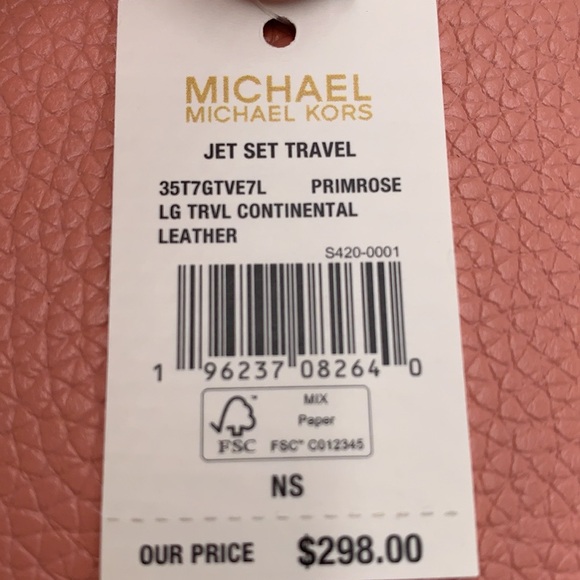 MICHAEL
MICHAEL KORS
JET SET TRAVEL
35T7GTVE7L PRIMROSE
LG TRVL CONTINENTAL
LEATHER
S420-0001
1 96237 08264 0
MIX
Paper
FSC™ C012345
FSC
NS
OUR PRICE $298.00